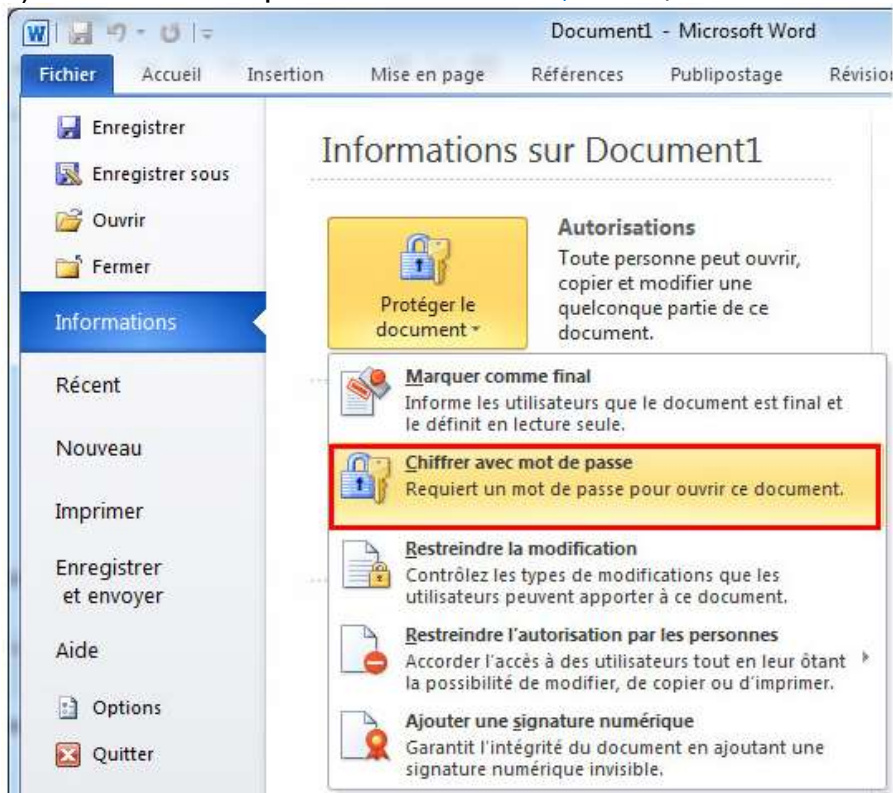 Document1 - Microsoft Word
Fichier Accueil Insertion Mise en page Références Publipostage Révision
Enregistrer
Enregistrer sous
Ouvrir
Fermer
Informations
Récent
Nouveau
Imprimer
Enregistrer
et envoyer
Aide
Options
Quitter
Informations sur Document1
Protéger le
document
Autorisations
Toute personne peut ouvrir,
copier et modifier une
quelconque partie de ce
document.
Marquer comme final
Informe les utilisateurs que le document est final et
le définit en lecture seule.
Chiffrer avec mot de passe
Requiert un mot de passe pour ouvrir ce document.
Restreindre la modification
Contrôlez les types de modifications que les
utilisateurs peuvent apporter à ce document.
Restreindre l'autorisation par les personnes
Accorder l'accès à des utilisateurs tout en leur ôtant
la possibilité de modifier, de copier ou d'imprimer.
Ajouter une signature numérique
Garantit l'intégrité du document en ajoutant une
signature numérique invisible.